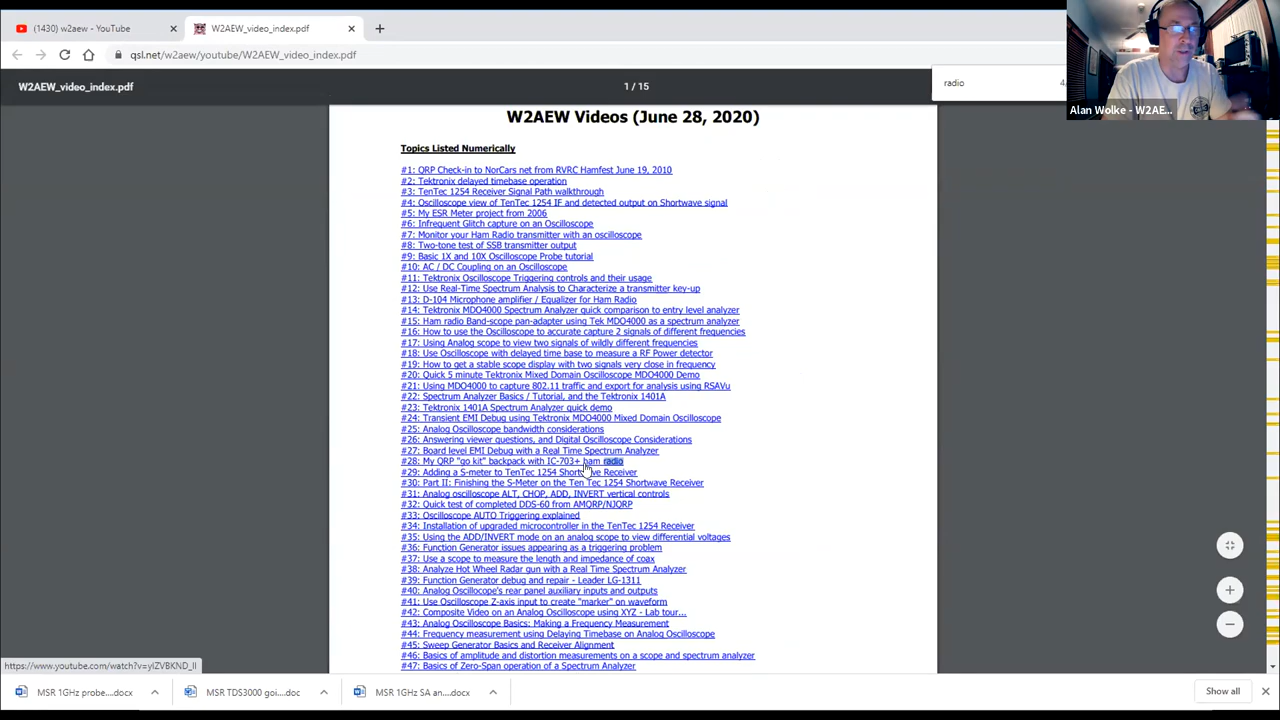 (1430) w2aew - YouTube
W2AEW_video_index.pdf
qsl.net/w2aew/youtube/W2AEW_video_index.pdf
W2AEW_video_index.pdf
1 / 15
radio
Alan Wolke - W2AE...
W2AEW Videos (June 28, 2020)
Topics Listed Numerically
#1: QRP Check-in to NorCars net from RVRC Hamfest June 19, 2010
#2: Tektronix delayed timebase operation
#3: TenTec 1254 Receiver Signal Path walkthrough
#4: Oscilloscope view of TenTec 1254 IF and detected output on Shortwave signal
#5: My ESR Meter project from 2006
#6: Infrequent Glitch capture on an Oscilloscope
#7: Monitor your Ham Radio transmitter with an oscilloscope
#8: Two-tone test of SSB transmitter output
#9: Basic 1X and 10X Oscilloscope Probe tutorial
#10: AC / DC Coupling on an Oscilloscope
#11: Tektronix Oscilloscope Triggering controls and their usage
#12: Use Real-Time Spectrum Analysis to Characterize a transmitter key-up
#13: D-104 Microphone amplifier / Equalizer for Ham Radio
#14: Tektronix MDO4000 Spectrum Analyzer quick comparison to entry level analyzer
#15: Ham radio Band-scope pan-adapter using Tek MDO4000 as a spectrum analyzer
#16: How to use the Oscilloscope to accurate capture 2 signals of different frequencies
#17: Using Analog scope to view two signals of wildly different frequencies
#18: Use Oscilloscope with delayed time base to measure a RF Power detector
#19: How to get a stable scope display with two signals very close in frequency
#20: Quick 5 minute Tektronix Mixed Domain Oscilloscope MDO4000 Demo
#21: Using MDO4000 to capture 802.11 traffic and export for analysis using RSAVu
#22: Spectrum Analyzer Basics / Tutorial, and the Tektronix 1401A
#23: Tektronix 1401A Spectrum Analyzer quick demo
#24: Transient EMI Debug using Tektronix MDO4000 Mixed Domain Oscilloscope
#25: Analog Oscilloscope bandwidth considerations
#26: Answering viewer questions, and Digital Oscilloscope Considerations
#27: Board level EMI Debug with a Real Time Spectrum Analyzer
#28: My QRP "go kit" backpack with IC-703+ ham radio
#29: Adding a S-meter to TenTec 1254 Shortwave Receiver
#30: Part II: Finishing the S-Meter on the Ten Tec 1254 Shortwave Receiver
#31: Analog oscilloscope ALT, CHOP, ADD, INVERT vertical controls
#32: Quick test of completed DDS-60 from AMQRP/NJQRP
#33: Oscilloscope AUTO Triggering explained
#34: Installation of upgraded microcontroller in the TenTec 1254 Receiver
#35: Using the ADD/INVERT mode on an analog scope to view differential voltages
#36: Function Generator issues appearing as a triggering problem
#37: Use a scope to measure the length and impedance of coax
#38: Analyze Hot Wheel Radar gun with a Real Time Spectrum Analyzer
#39: Function Generator debug and repair - Leader LG-1311
#40: Analog Oscillocope's rear panel auxiliary inputs and outputs
#41: Use Oscilloscope Z-axis input to create "marker" on waveform
#42: Composite Video on an Analog Oscilloscope using XYZ - Lab tour...
#43: Analog Oscilloscope Basics: Making a Frequency Measurement
#44: Frequency measurement using Delaying Timebase on Analog Oscilloscope
#45: Sweep Generator Basics and Receiver Alignment
#46: Basics of amplitude and distortion measurements on a scope and spectrum analyzer
#47: Basics of Zero-Span operation of a Spectrum Analyzer
MSR 1GHz probe....docx
MSR TDS3000 goi....doc
MSR 1GHz SA an....docx
Show all